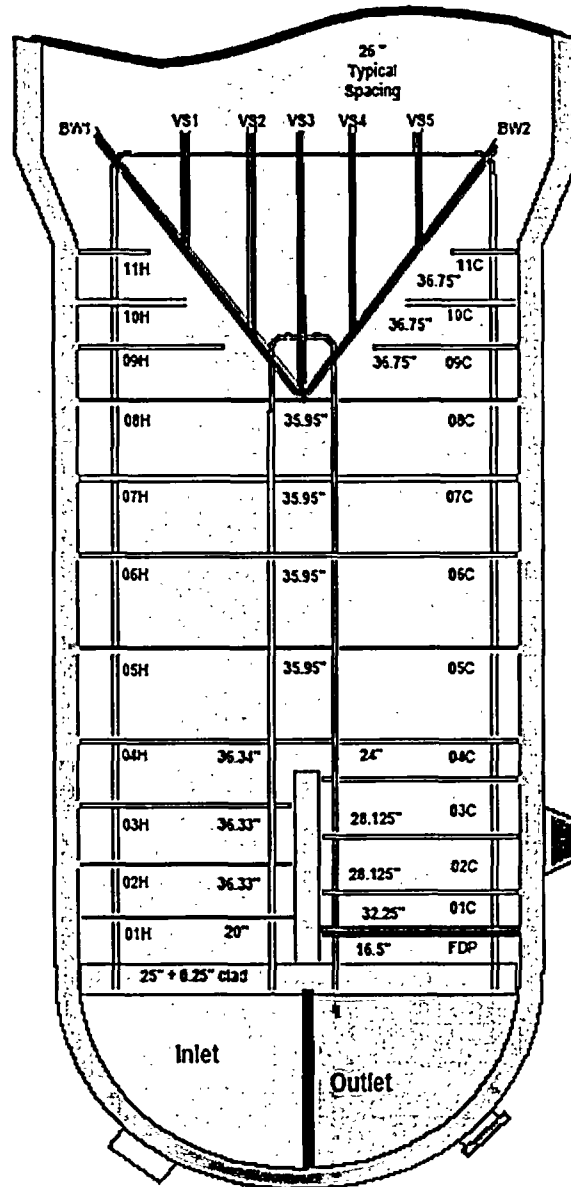 26"
Typical
Spacing
BW1 VS1 VS2 VS3 VS4 VS5 BW2
11H 36.75" 11C
10H 36.75" 10C
09H 36.75" 09C
08H 35.95" 08C
07H 35.95" 07C
06H 35.95" 06C
05H 35.95" 05C
04H 36.34" 24" 04C
03H 36.33" 28.125" 03C
02H 36.33" 28.125" 02C
32.25" 01C
01H 20" 16.5" FDP
25" + 0.25" clad
Inlet
Outlet